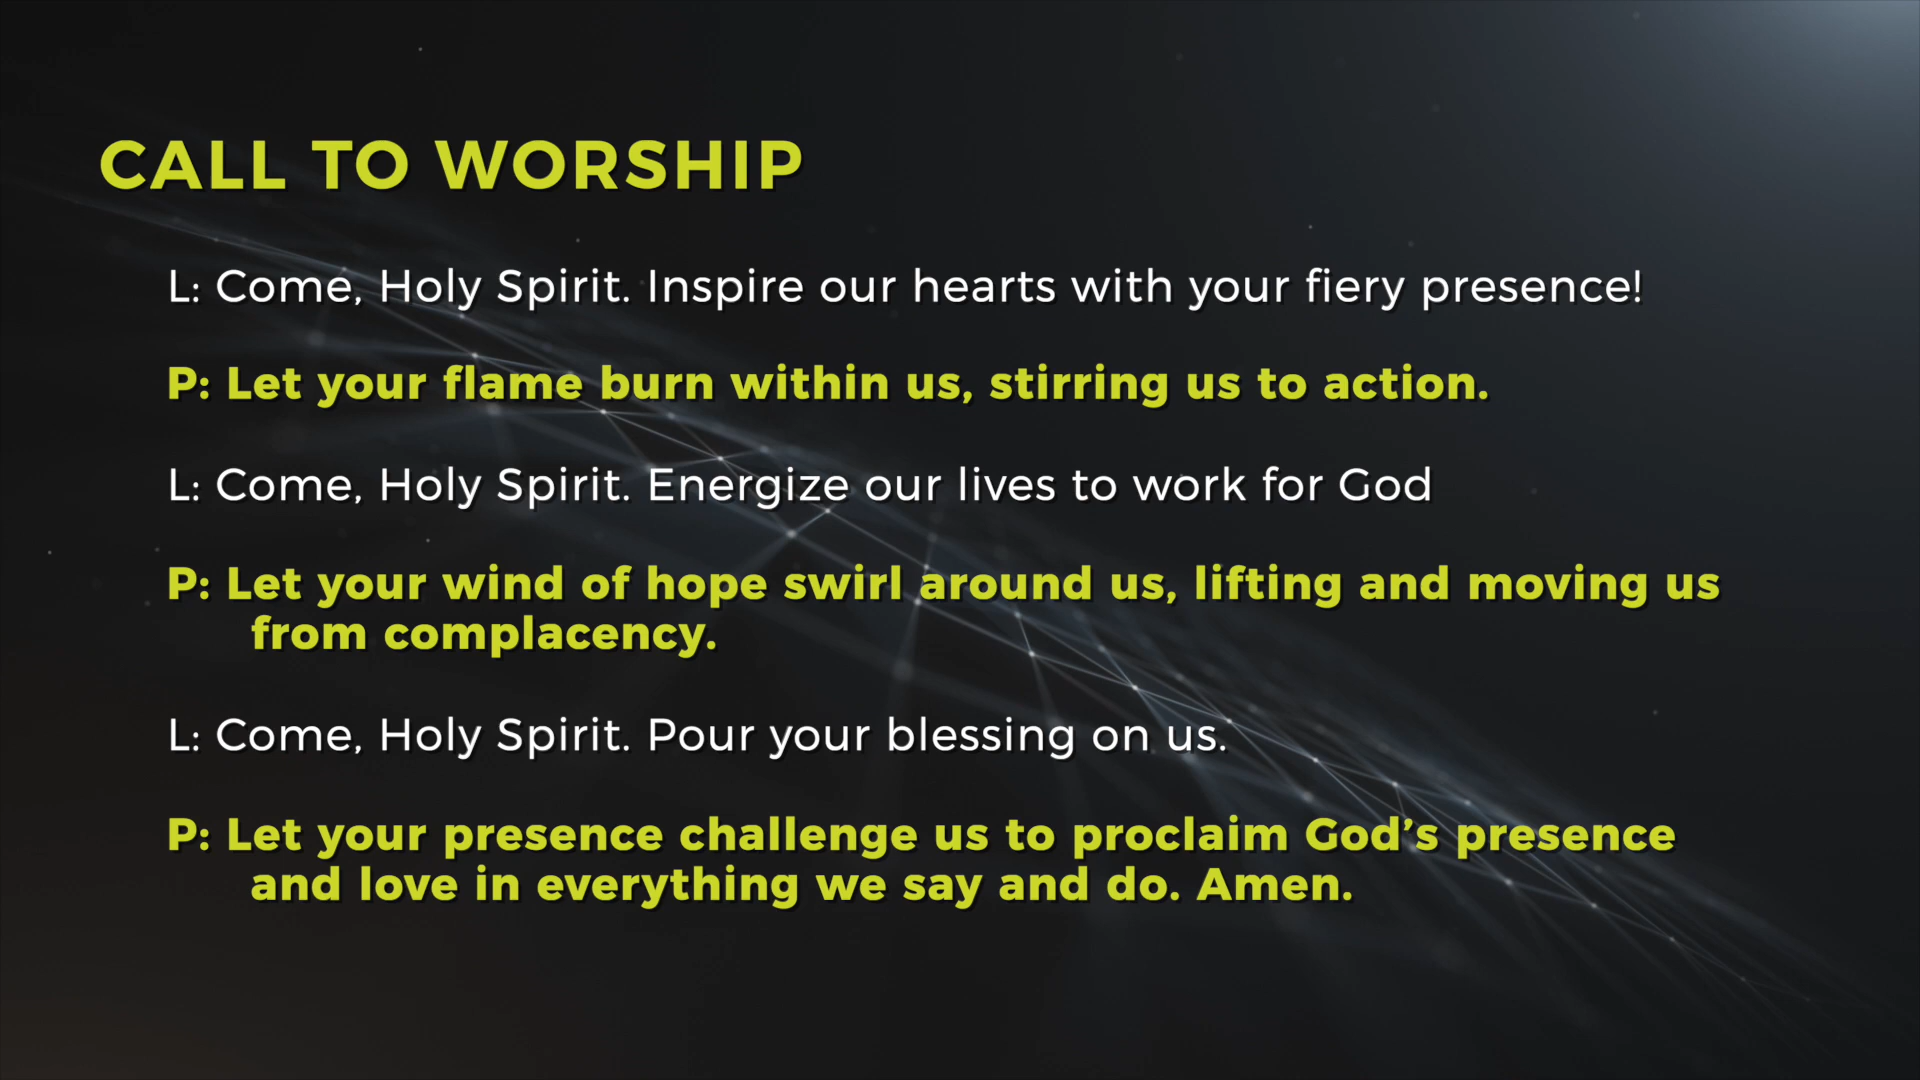 CALL TO WORSHIP
L: Come, Holy Spirit. Inspire our hearts with your fiery presence!
P: Let your flame burn within us, stirring us to action.
L: Come, Holy Spirit. Energize our lives to work for God
P: Let your wind of hope swirl around us, lifting and moving us
from complacency.
L: Come, Holy Spirit. Pour your blessing on us.
P: Let your presence challenge us to proclaim God’s presence
and love in everything we say and do. Amen.